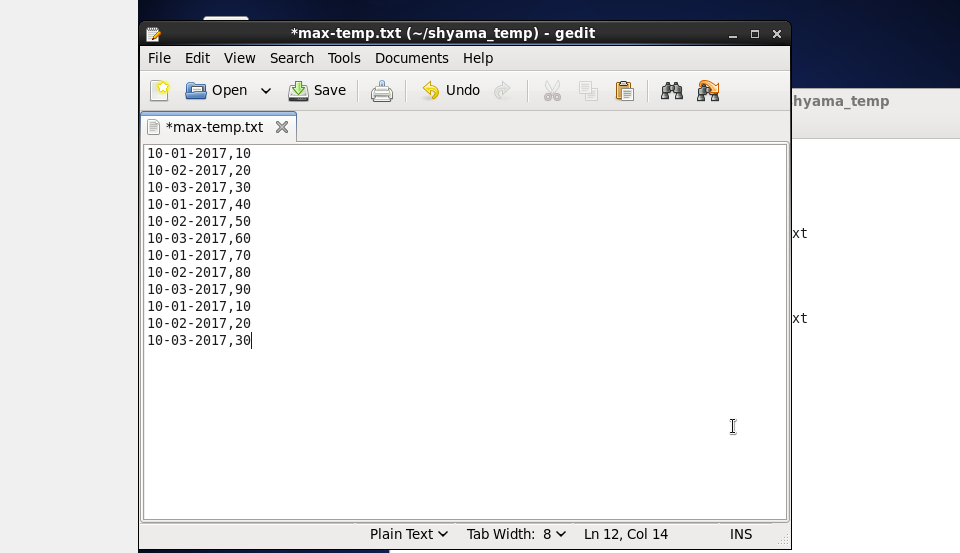 *max-temp.txt (~/shyama_temp) - gedit
File Edit View Search Tools Documents Help
Open Save Undo
*max-temp.txt
10-01-2017,10
10-02-2017,20
10-03-2017,30
10-01-2017,40
10-02-2017,50
10-03-2017,60
10-01-2017,70
10-02-2017,80
10-03-2017,90
10-01-2017,10
10-02-2017,20
10-03-2017,30
Plain Text Tab Width: 8 Ln 12, Col 14 INS
hyama_temp
xt
xt